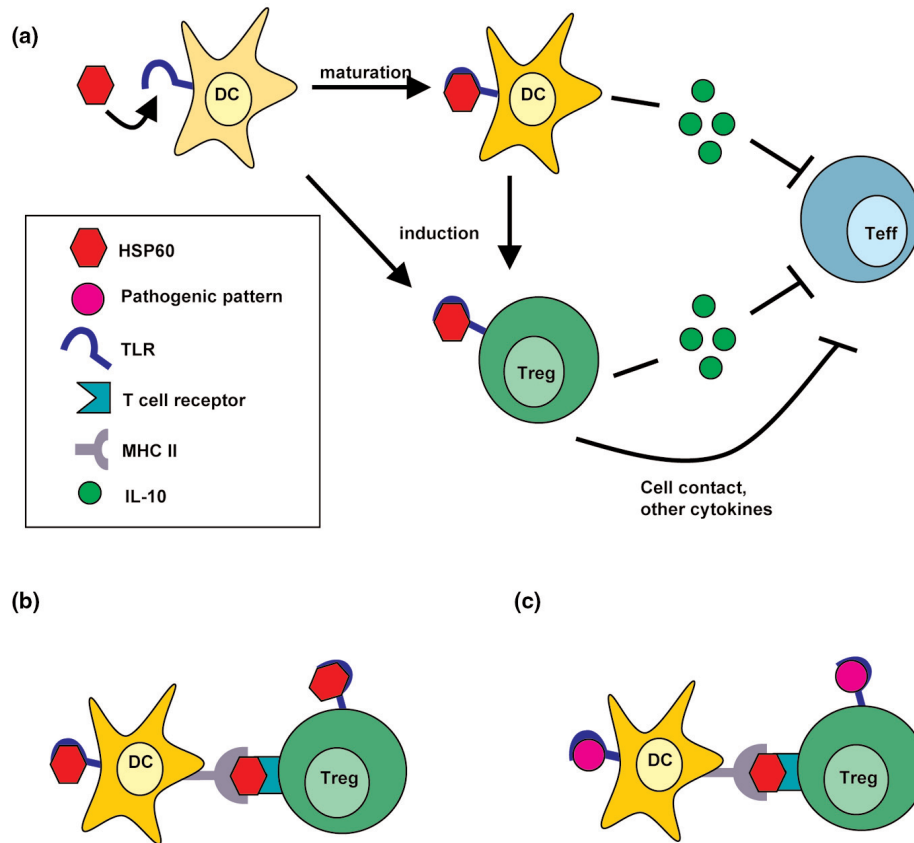 (a)
DC
maturation
DC
Teff
induction
HSP60
Pathogenic pattern
TLR
T cell receptor
MHC II
IL-10
Treg
Cell contact,
other cytokines
(b)
(c)
DC
Treg
DC
Treg